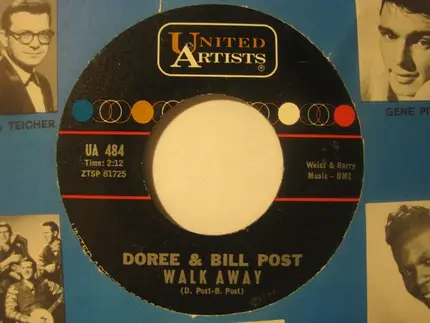 UNITED
ARTISTS
®
& TEICHER
GENE PI
UA 484
Time: 2:12
ZTSP 81725
Weiss & Barry
Music - BMI
DOREE & BILL POST
WALK AWAY
(D. Post-B. Post)